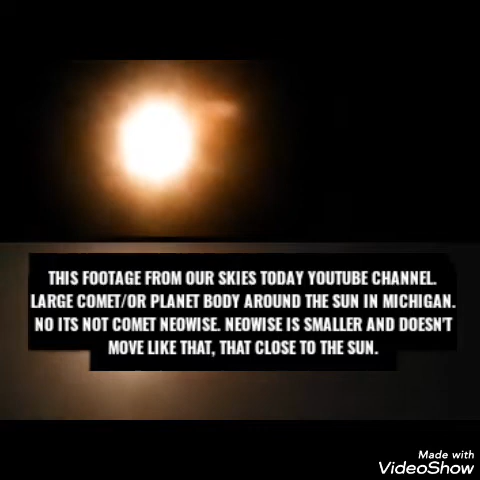 THIS FOOTAGE FROM OUR SKIES TODAY YOUTUBE CHANNEL.
LARGE COMET/OR PLANET BODY AROUND THE SUN IN MICHIGAN.
NO ITS NOT COMET NEOWISE. NEOWISE IS SMALLER AND DOESN'T
MOVE LIKE THAT, THAT CLOSE TO THE SUN.
Made with
VideoShow